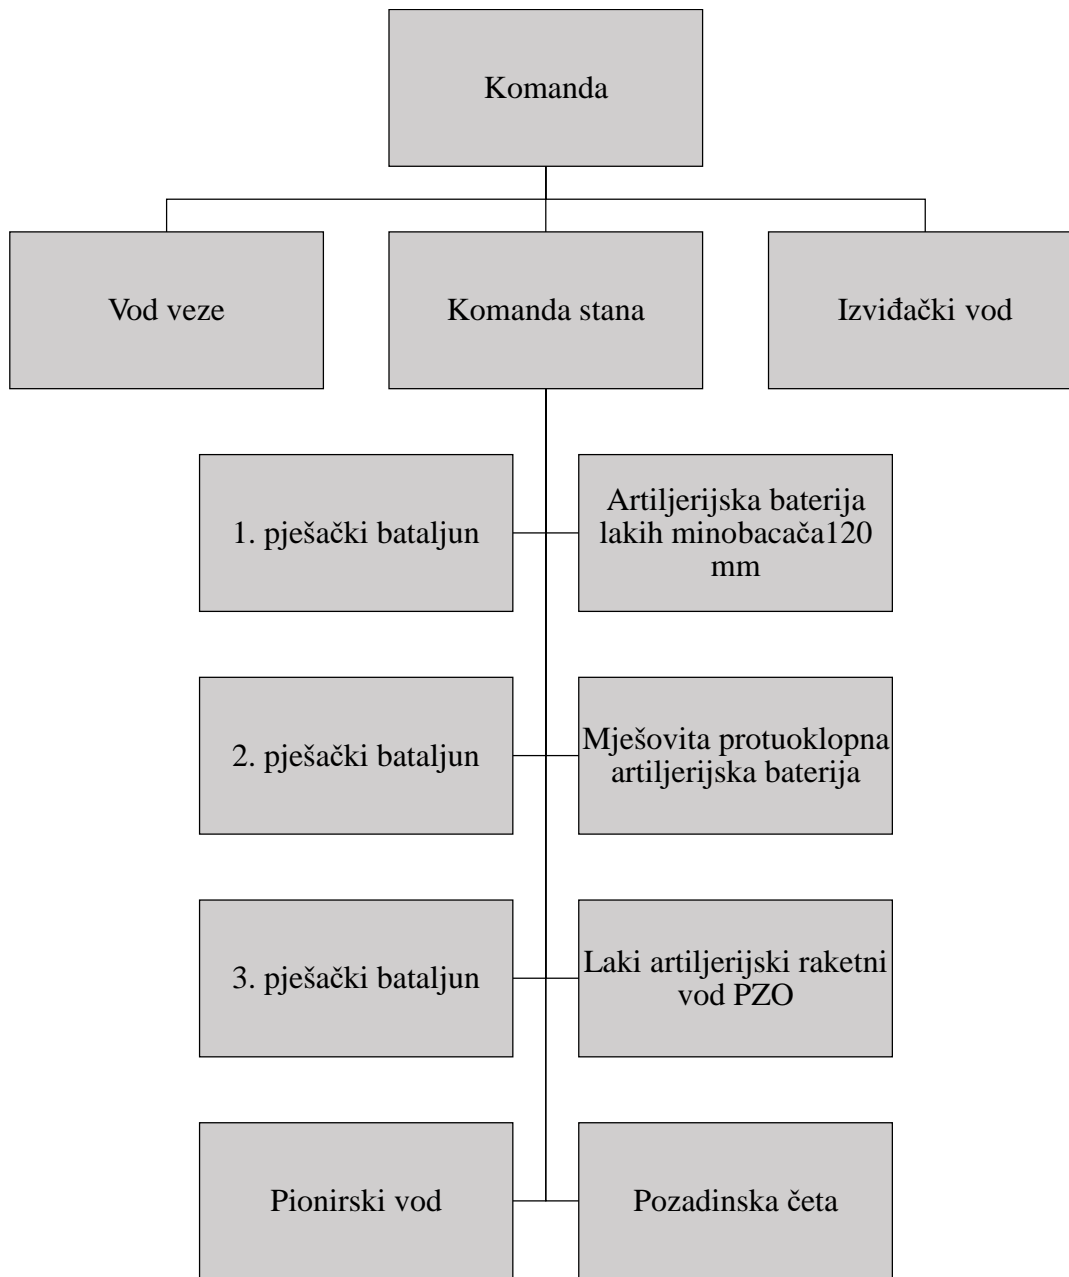 Komanda
Vod veze
Komanda stana
Izviđački vod
1. pješački bataljun
Artiljerijska baterija
lakih minobacača120
mm
2. pješački bataljun
Mješovita protuoklopna
artiljerijska baterija
3. pješački bataljun
Laki artiljerijski raketni
vod PZO
Pionirski vod
Pozadinska četa